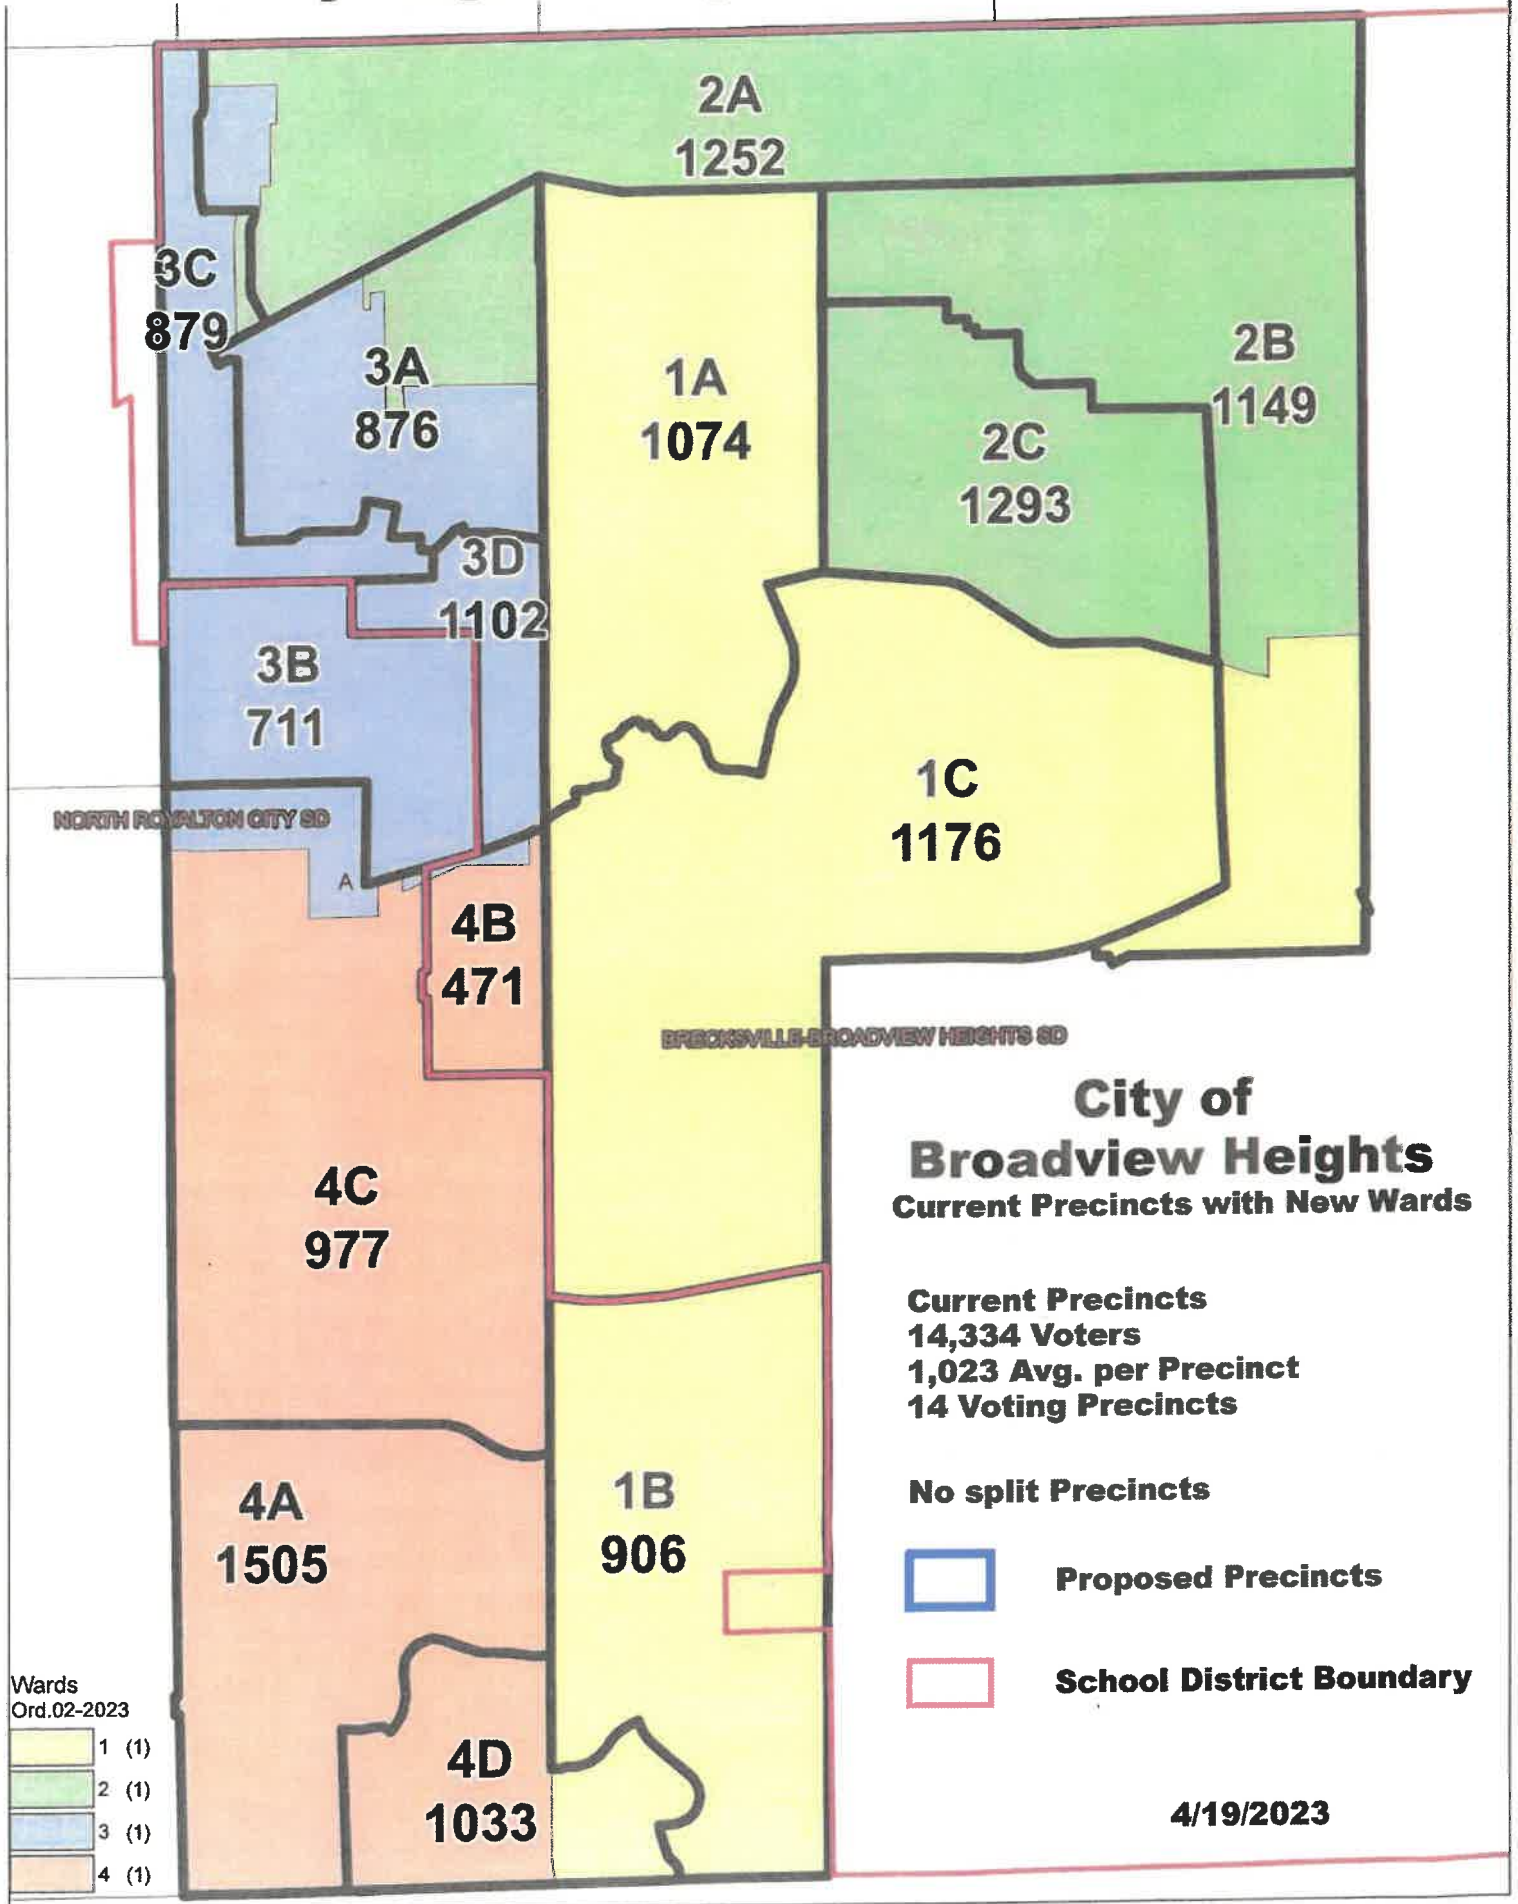 2A
1252
3C
879
3A
876
1A
1074
2B
1149
2C
1293
3D
1102
3B
711
1C
1176
NORTH ROYALTON CITY SD
A
4B
471
BRECKSVILLE-BROADVIEW HEIGHTS SD
City of
Broadview Heights
Current Precincts with New Wards
4C
977
Current Precincts
14,334 Voters
1,023 Avg. per Precinct
14 Voting Precincts
No split Precincts
4A
1505
1B
906
Proposed Precincts
School District Boundary
Wards
Ord.02-2023
1 (1)
2 (1)
3 (1)
4 (1)
4D
1033
4/19/2023